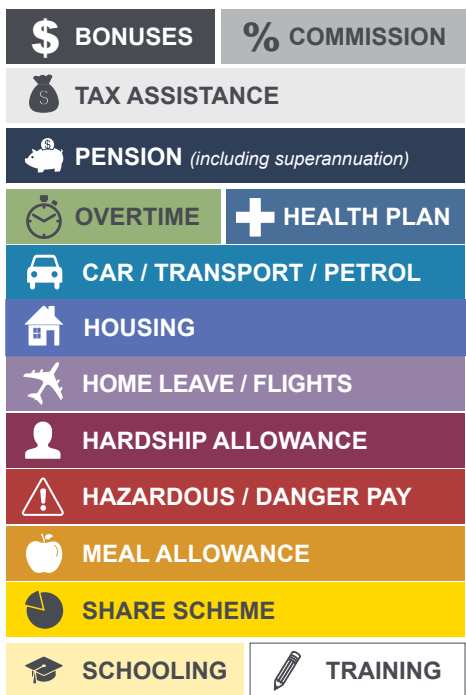 $ BONUSES
% COMMISSION
$ TAX ASSISTANCE
$ PENSION (including superannuation)
OVERTIME
HEALTH PLAN
CAR / TRANSPORT / PETROL
HOUSING
HOME LEAVE / FLIGHTS
HARDSHIP ALLOWANCE
! HAZARDOUS / DANGER PAY
MEAL ALLOWANCE
SHARE SCHEME
SCHOOLING
TRAINING